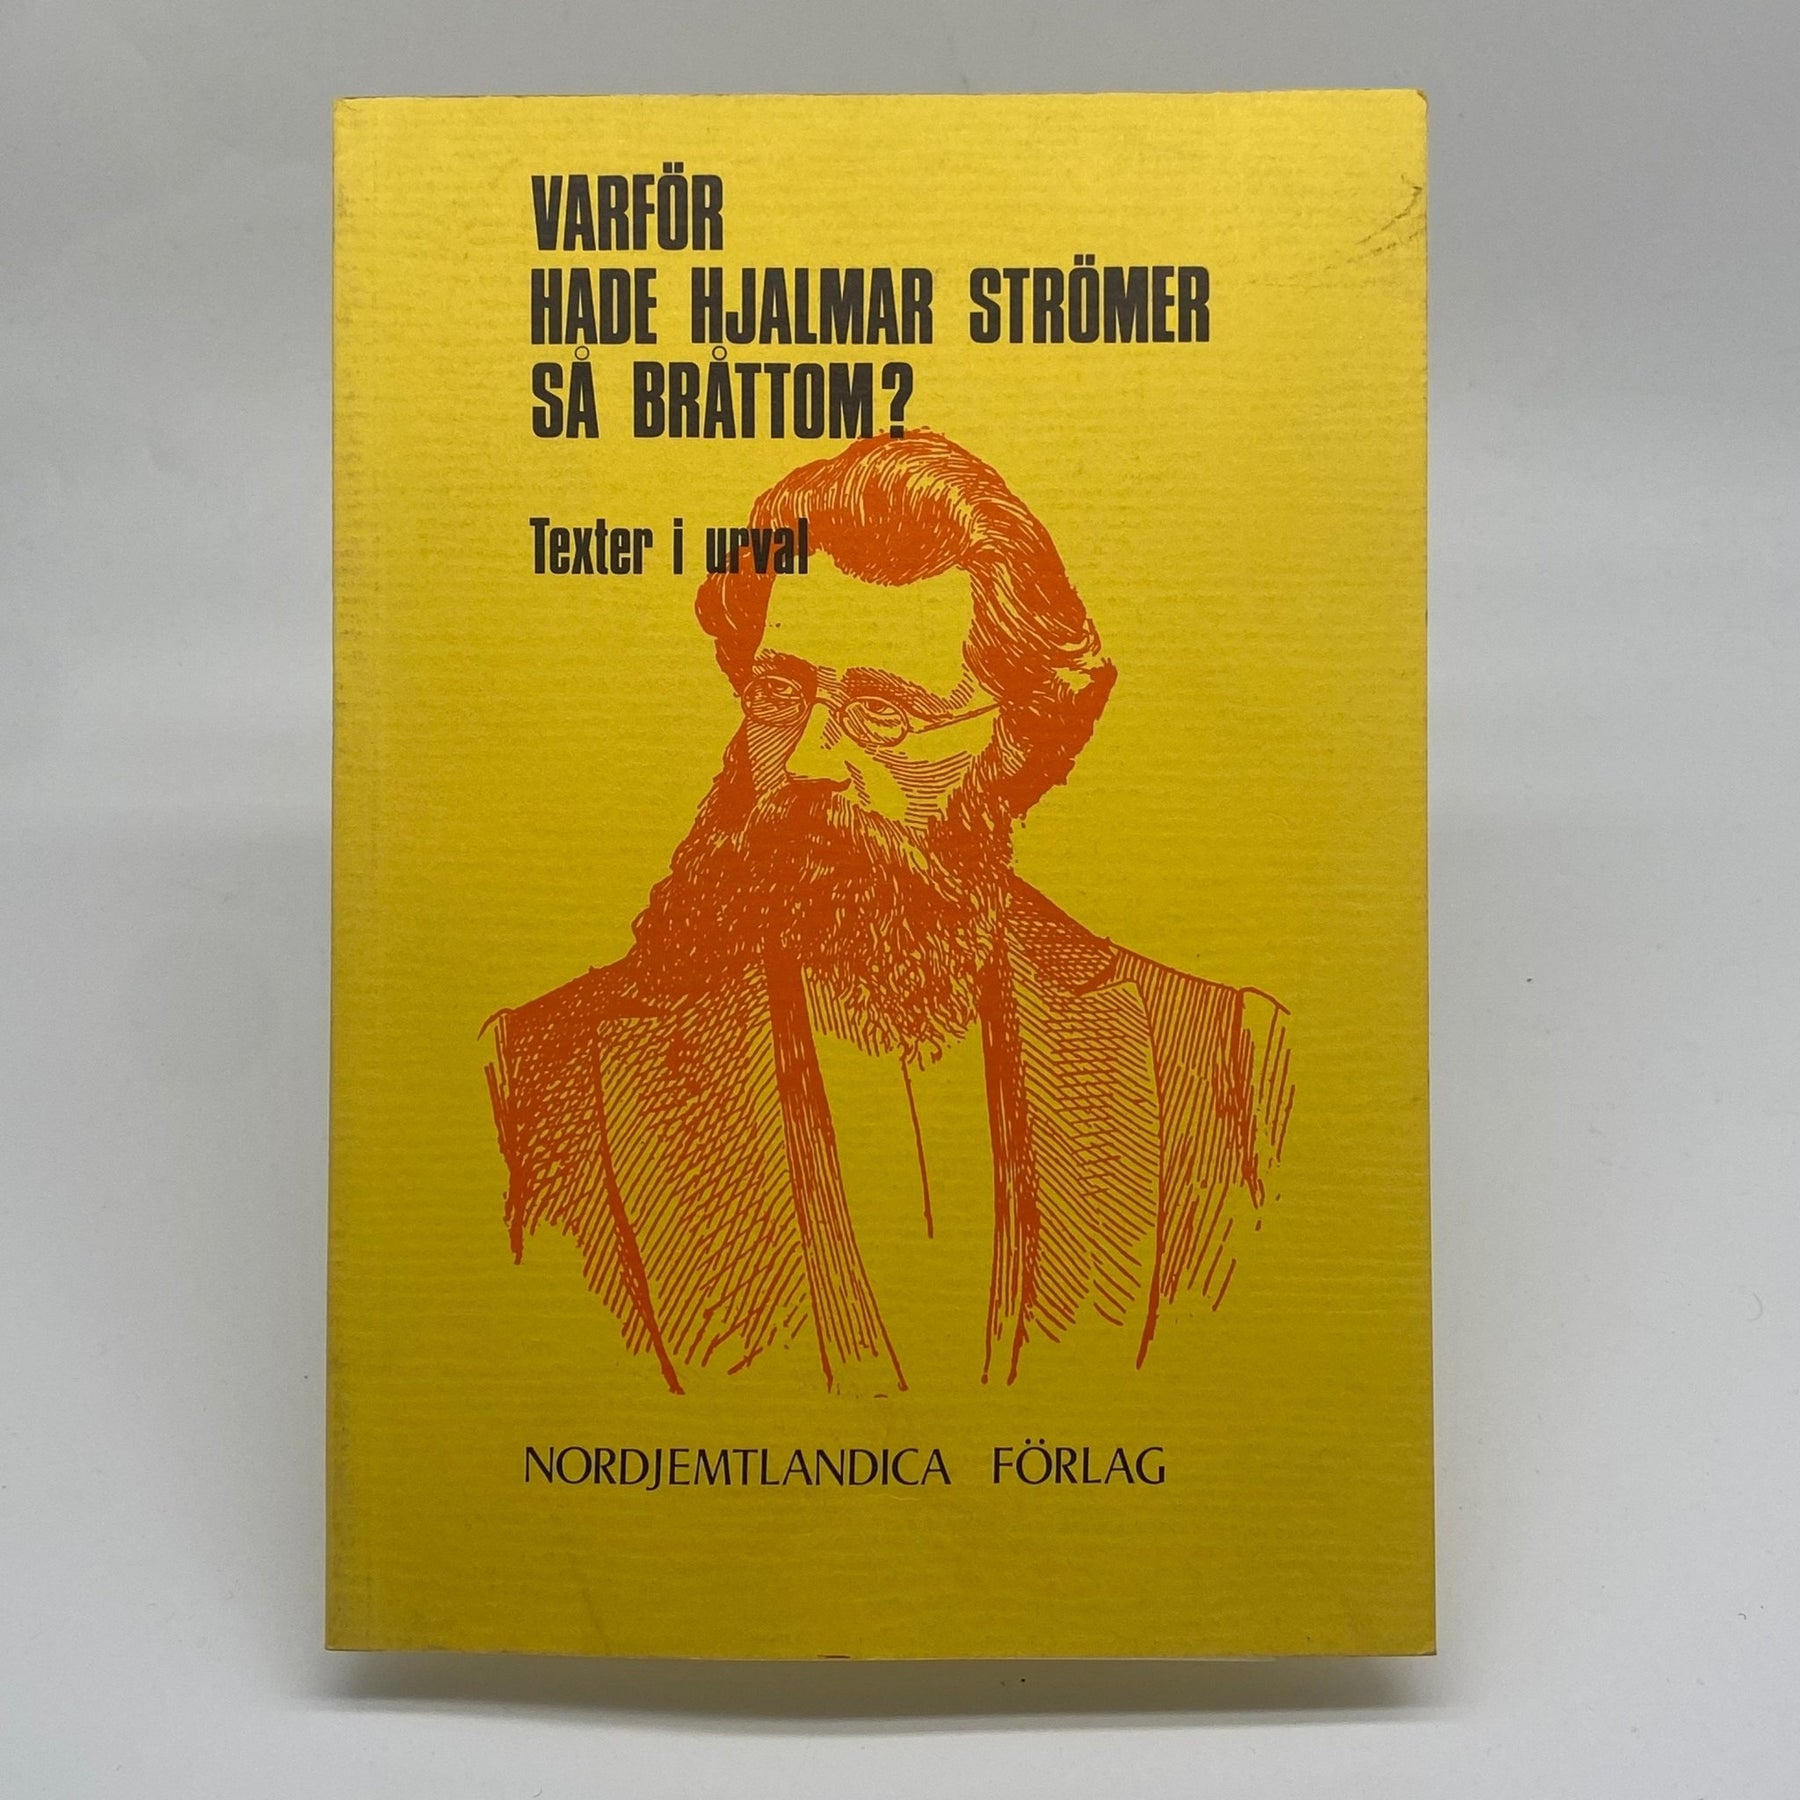 VARFÖR
HADE HJALMAR STRÖMER
SÅ BRÅTTOM?
Texter i urval
NORDJEMTLANDICA FÖRLAG